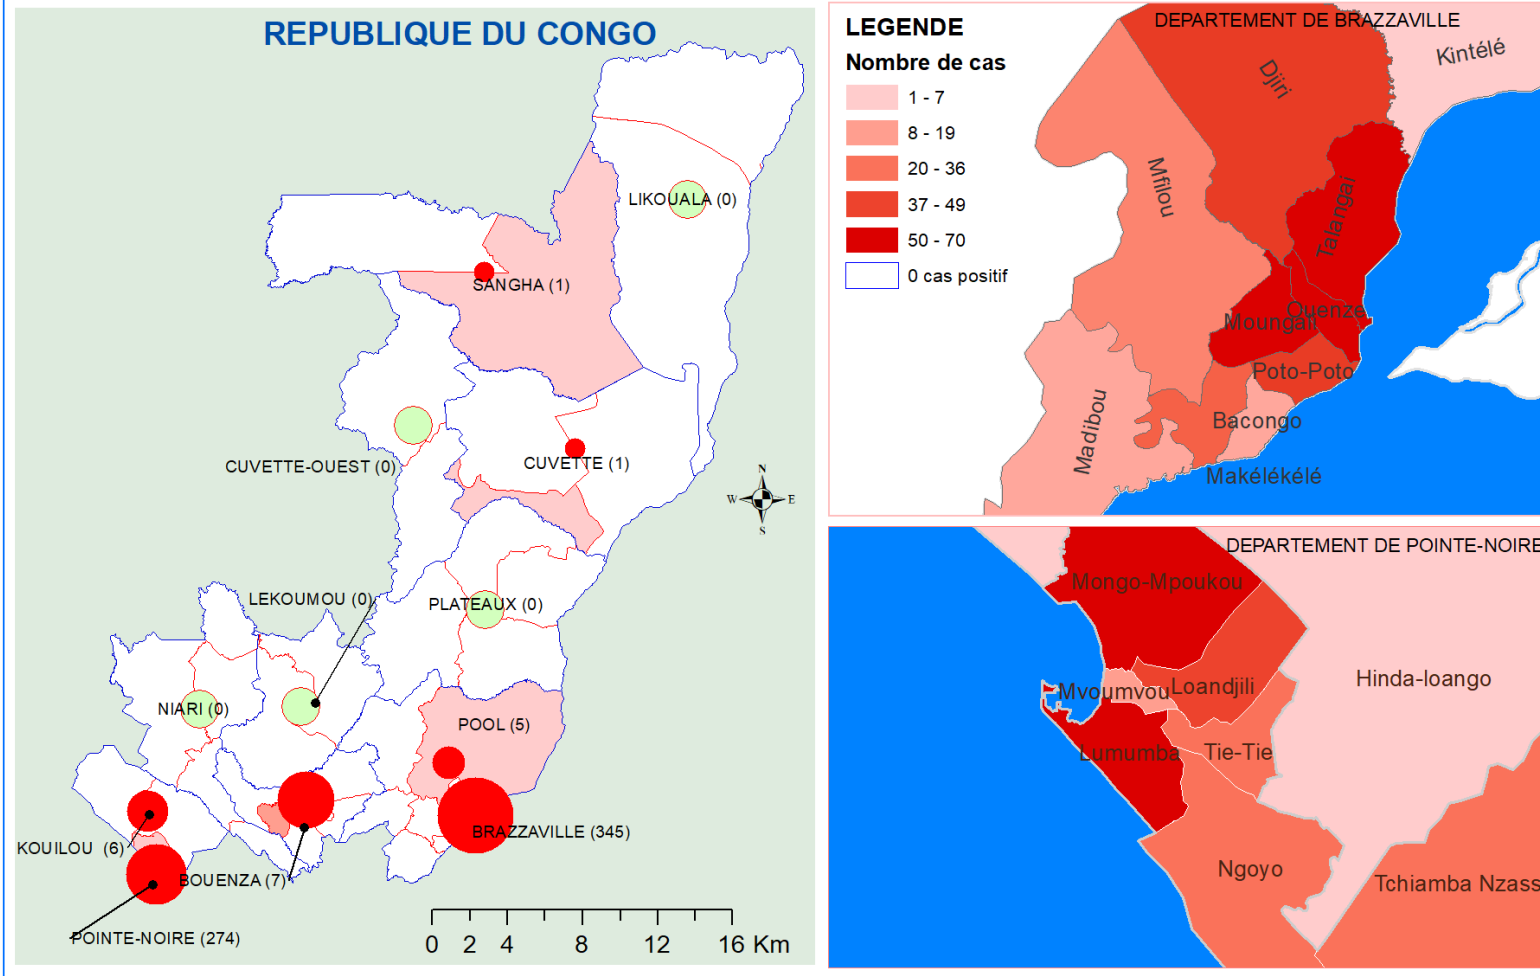 REPUBLIQUE DU CONGO
LIKOUALA (0)
SANGHA (1)
CUVETTE-OUEST (0)
CUVETTE (1)
N
W E
S
LEKOUMOU (0)
PLATEAUX (0)
NIARI (0)
POOL (5)
BRAZZAVILLE (345)
KOUILOU (6)
BOUENZA (7)
POINTE-NOIRE (274)
0 2 4 8 12 16 Km
LEGENDE
Nombre de cas
1 - 7
8 - 19
20 - 36
37 - 49
50 - 70
0 cas positif
DEPARTEMENT DE BRAZZAVILLE
Kintélé
Djiri
Mfilou
Talangai
Ouenze
Moungali
Poto-Poto
Bacongo
Madibou
Makélékélé
DEPARTEMENT DE POINTE-NOIRE
Mongo-Mpoukou
Hinda-loango
Mvoumvou
Loandjili
Lumumba
Tie-Tie
Ngoyo
Tchiamba Nzass